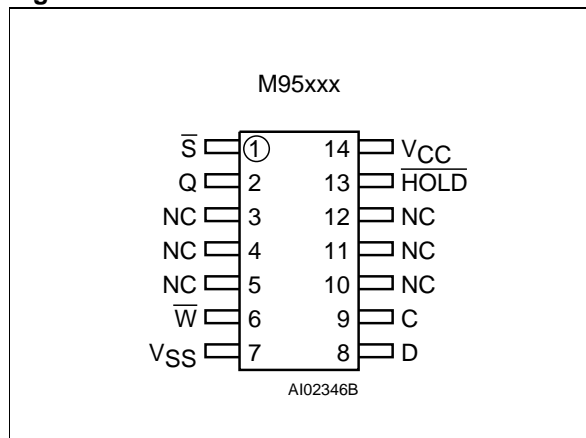 M95xxx
S̅ 1 14 VCC
Q 2 13 H̅O̅L̅D̅
NC 3 12 NC
NC 4 11 NC
NC 5 10 NC
W̅ 6 9 C
VSS 7 8 D
AI02346B